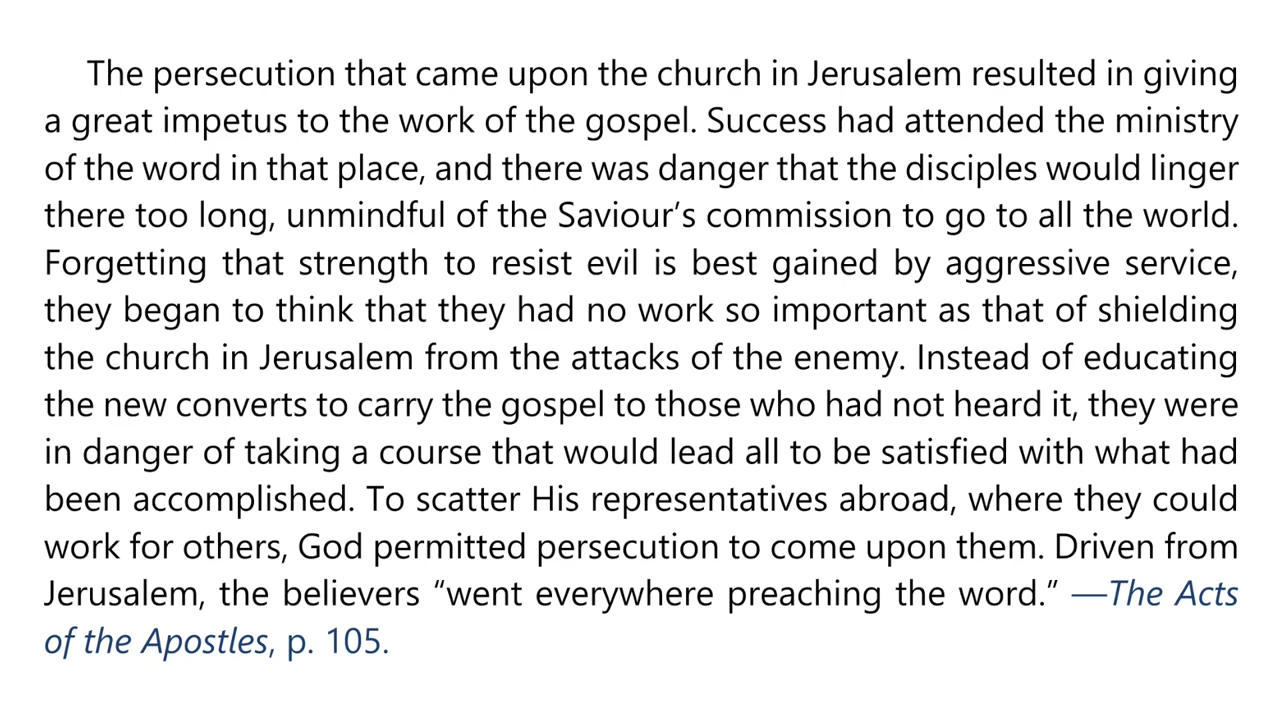 The persecution that came upon the church in Jerusalem resulted in giving
a great impetus to the work of the gospel. Success had attended the ministry
of the word in that place, and there was danger that the disciples would linger
there too long, unmindful of the Saviour’s commission to go to all the world.
Forgetting that strength to resist evil is best gained by aggressive service,
they began to think that they had no work so important as that of shielding
the church in Jerusalem from the attacks of the enemy. Instead of educating
the new converts to carry the gospel to those who had not heard it, they were
in danger of taking a course that would lead all to be satisfied with what had
been accomplished. To scatter His representatives abroad, where they could
work for others, God permitted persecution to come upon them. Driven from
Jerusalem, the believers “went everywhere preaching the word.” —The Acts
of the Apostles, p. 105.